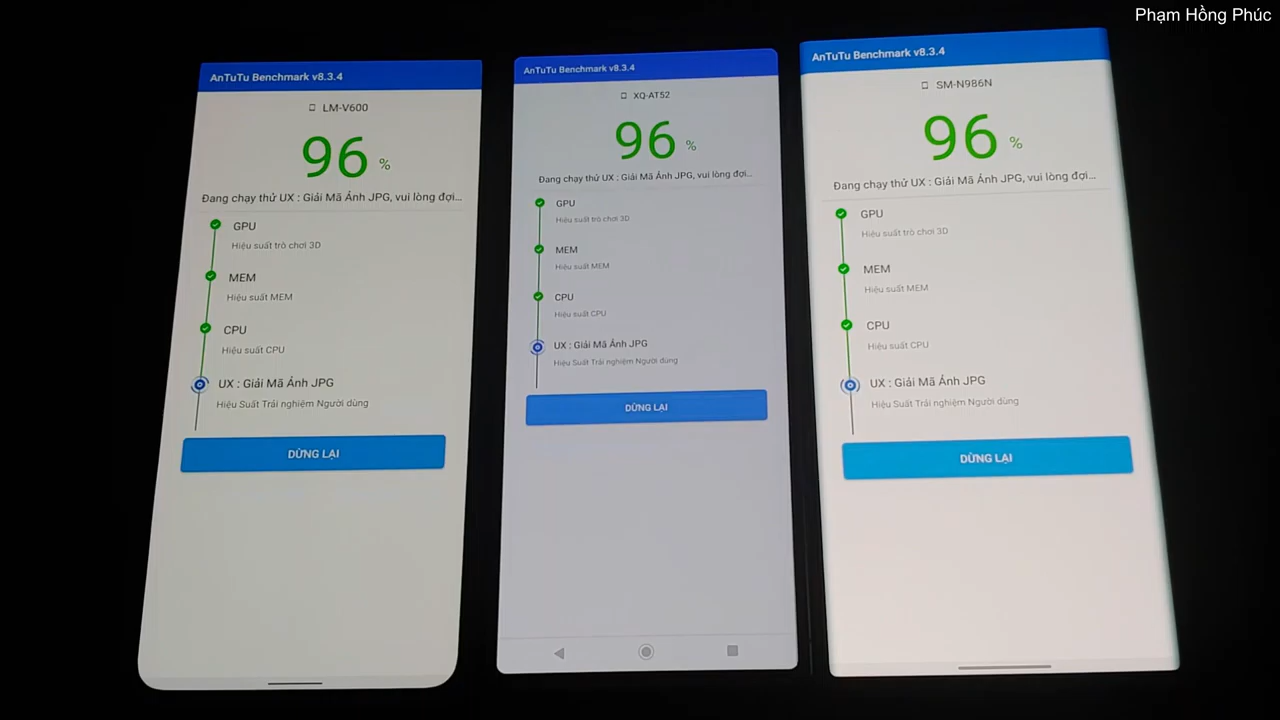 Phạm Hồng Phúc
AnTuTu Benchmark v8.3.4
LM-V600
96 %
Đang chạy thử UX : Giải Mã Ảnh JPG, vui lòng đợi...
GPU
Hiệu suất trò chơi 3D
MEM
Hiệu suất MEM
CPU
Hiệu suất CPU
UX : Giải Mã Ảnh JPG
Hiệu Suất Trải nghiệm Người dùng
DỪNG LẠI
AnTuTu Benchmark v8.3.4
XQ-AT52
96 %
Đang chạy thử UX : Giải Mã Ảnh JPG, vui lòng đợi...
GPU
Hiệu suất trò chơi 3D
MEM
Hiệu suất MEM
CPU
Hiệu suất CPU
UX : Giải Mã Ảnh JPG
Hiệu Suất Trải nghiệm Người dùng
DỪNG LẠI
AnTuTu Benchmark v8.3.4
SM-N986N
96 %
Đang chạy thử UX : Giải Mã Ảnh JPG, vui lòng đợi...
GPU
Hiệu suất trò chơi 3D
MEM
Hiệu suất MEM
CPU
Hiệu suất CPU
UX : Giải Mã Ảnh JPG
Hiệu Suất Trải nghiệm Người dùng
DỪNG LẠI